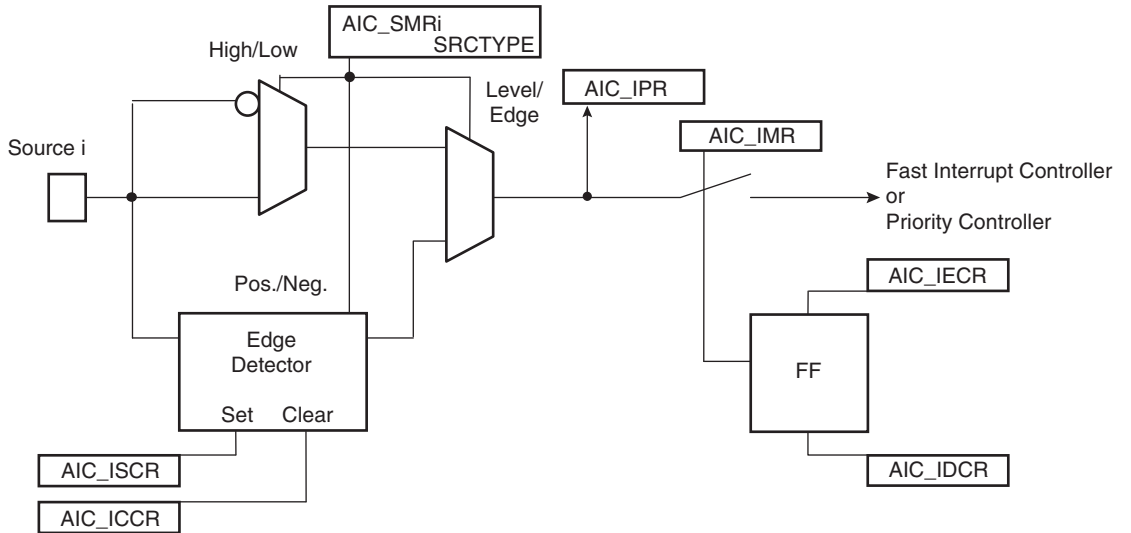 AIC_SMRi
SRCTYPE
High/Low
Level/
Edge
AIC_IPR
AIC_IMR
Source i
Fast Interrupt Controller
or
Priority Controller
Pos./Neg.
AIC_IECR
Edge
Detector
FF
Set Clear
AIC_ISCR
AIC_IDCR
AIC_ICCR